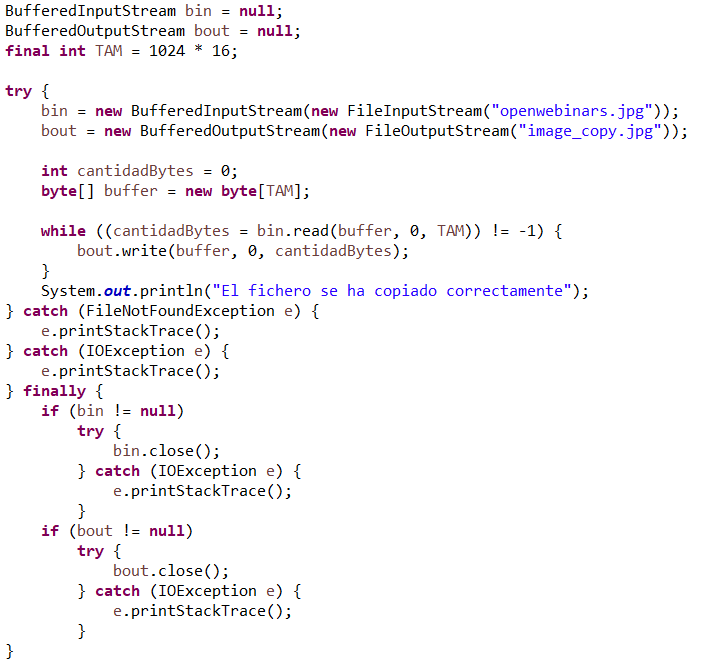 BufferedInputStream bin = null;
BufferedOutputStream bout = null;
final int TAM = 1024 * 16;

try {
    bin = new BufferedInputStream(new FileInputStream("openwebinars.jpg"));
    bout = new BufferedOutputStream(new FileOutputStream("image_copy.jpg"));

    int cantidadBytes = 0;
    byte[] buffer = new byte[TAM];

    while ((cantidadBytes = bin.read(buffer, 0, TAM)) != -1) {
        bout.write(buffer, 0, cantidadBytes);
    }
    System.out.println("El fichero se ha copiado correctamente");
} catch (FileNotFoundException e) {
    e.printStackTrace();
} catch (IOException e) {
    e.printStackTrace();
} finally {
    if (bin != null)
        try {
            bin.close();
        } catch (IOException e) {
            e.printStackTrace();
        }
    if (bout != null)
        try {
            bout.close();
        } catch (IOException e) {
            e.printStackTrace();
        }
}